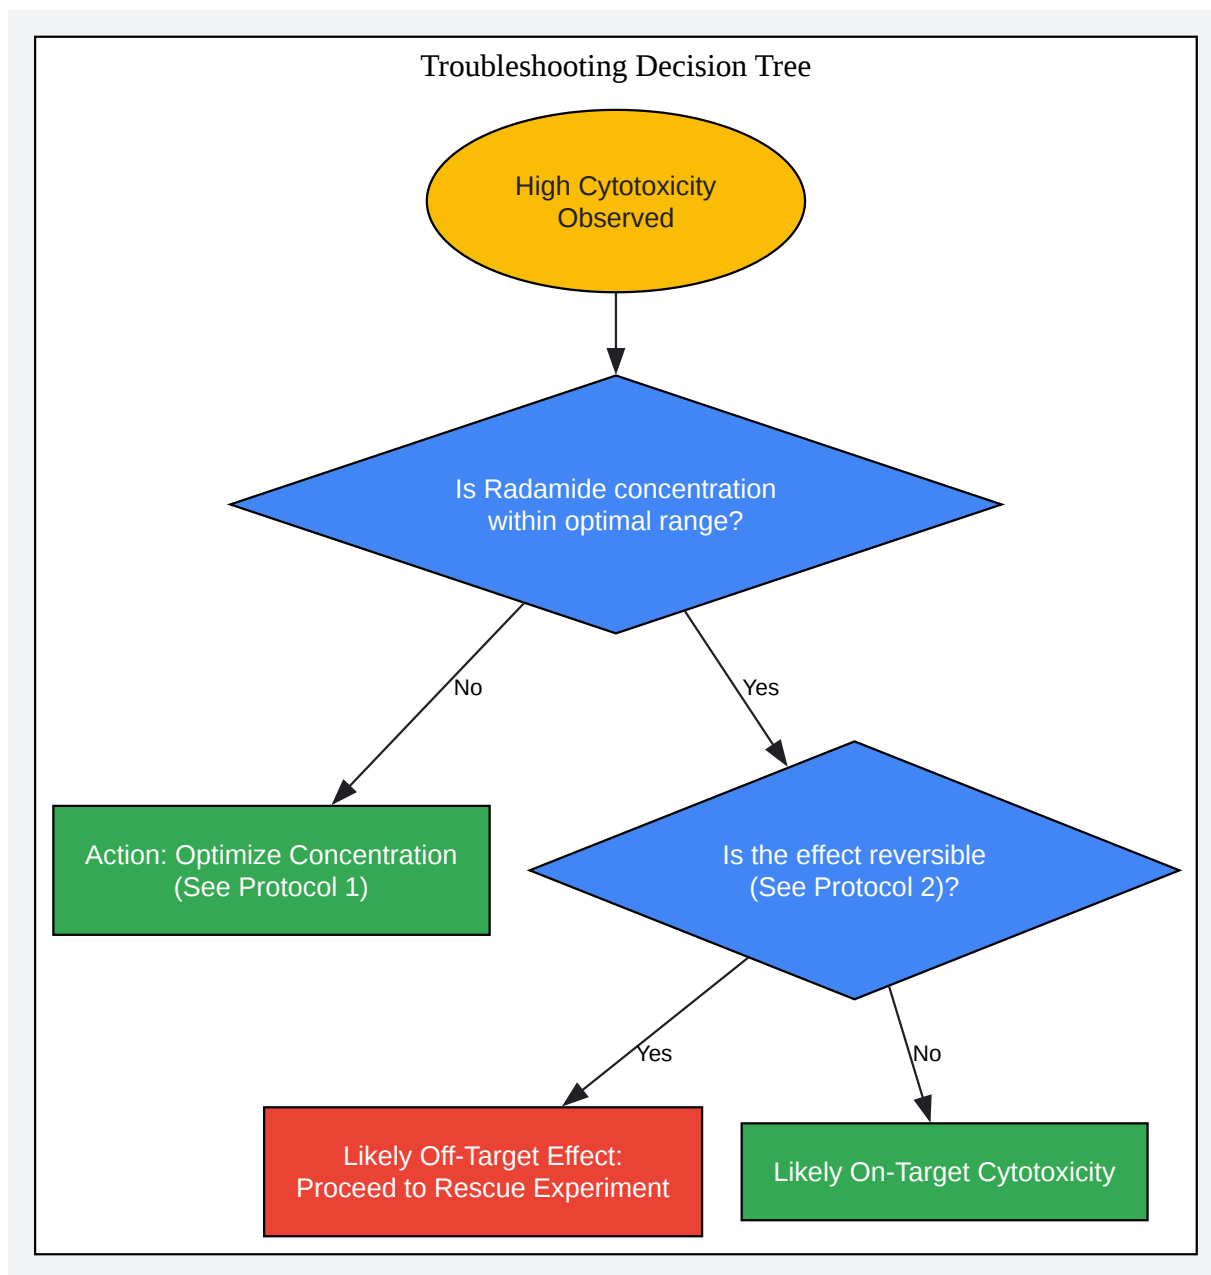 Troubleshooting Decision Tree
High Cytotoxicity
Observed
Is Radamide concentration
within optimal range?
No
Yes
Action: Optimize Concentration
(See Protocol 1)
Is the effect reversible
(See Protocol 2)?
Yes
No
Likely Off-Target Effect:
Proceed to Rescue Experiment
Likely On-Target Cytotoxicity